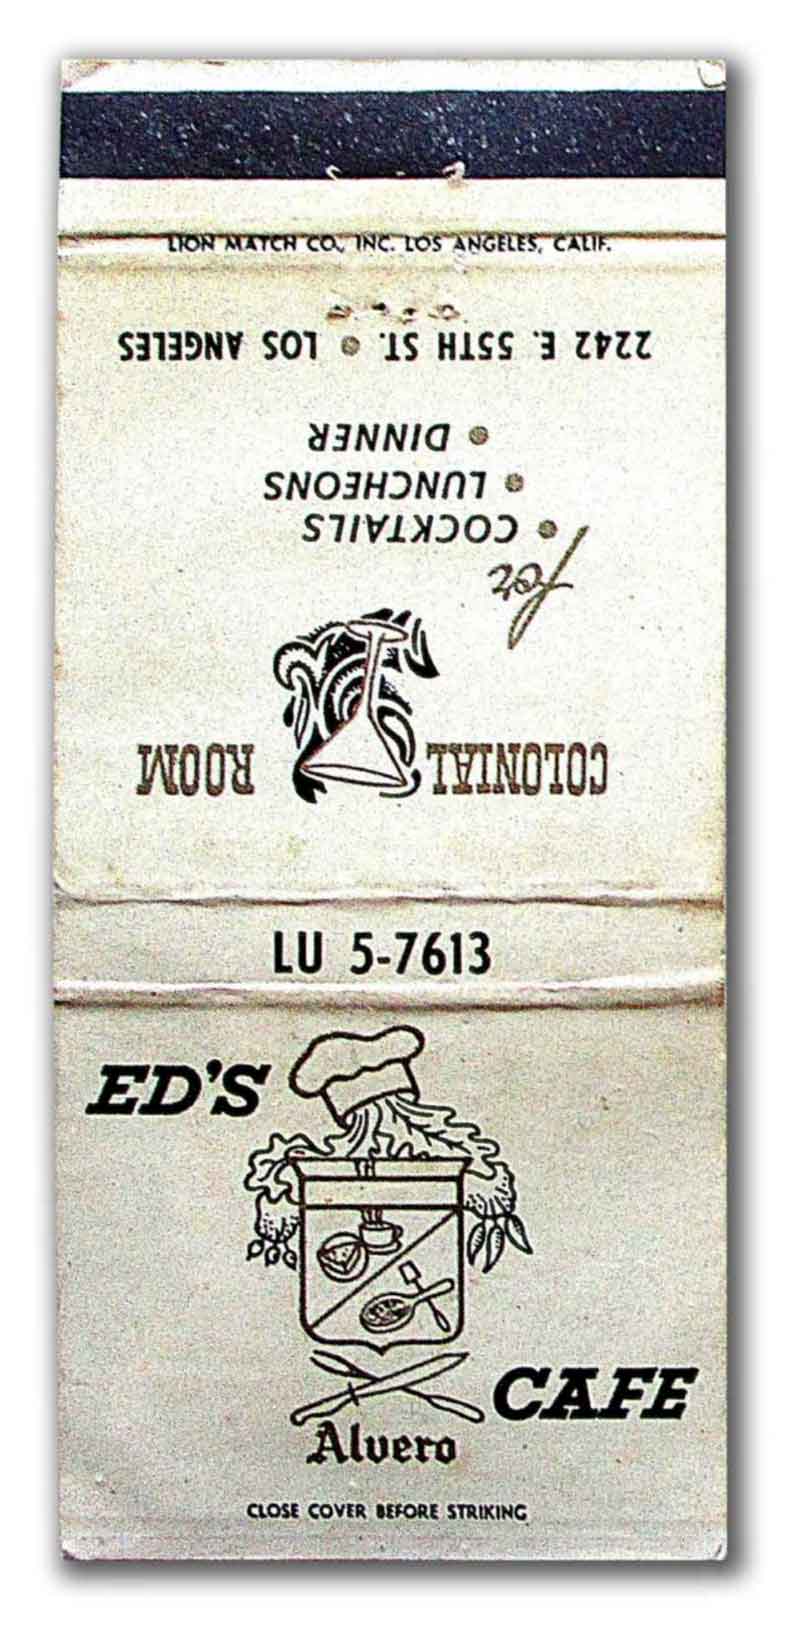 LION MATCH CO., INC. LOS ANGELES, CALIF.
COLONIAL ROOM
For
• COCKTAILS
• LUNCHEONS
• DINNER
2242 E. 55TH ST. • LOS ANGELES
LU 5-7613
ED'S
CAFE
Alvero
CLOSE COVER BEFORE STRIKING